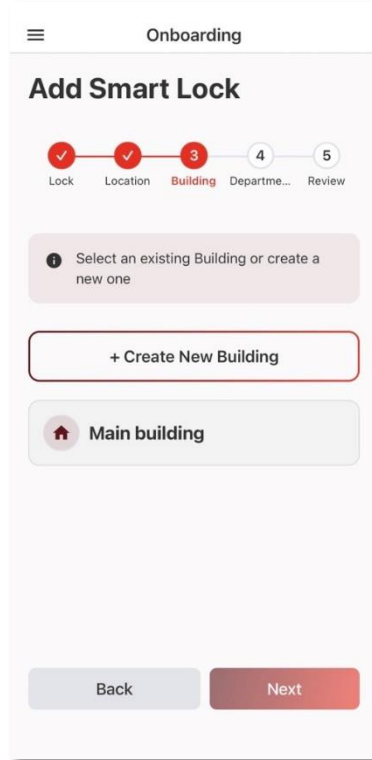 Onboarding
Add Smart Lock
3 4 5
Lock Location Building Departme... Review
Select an existing Building or create a
new one
+ Create New Building
Main building
Back Next